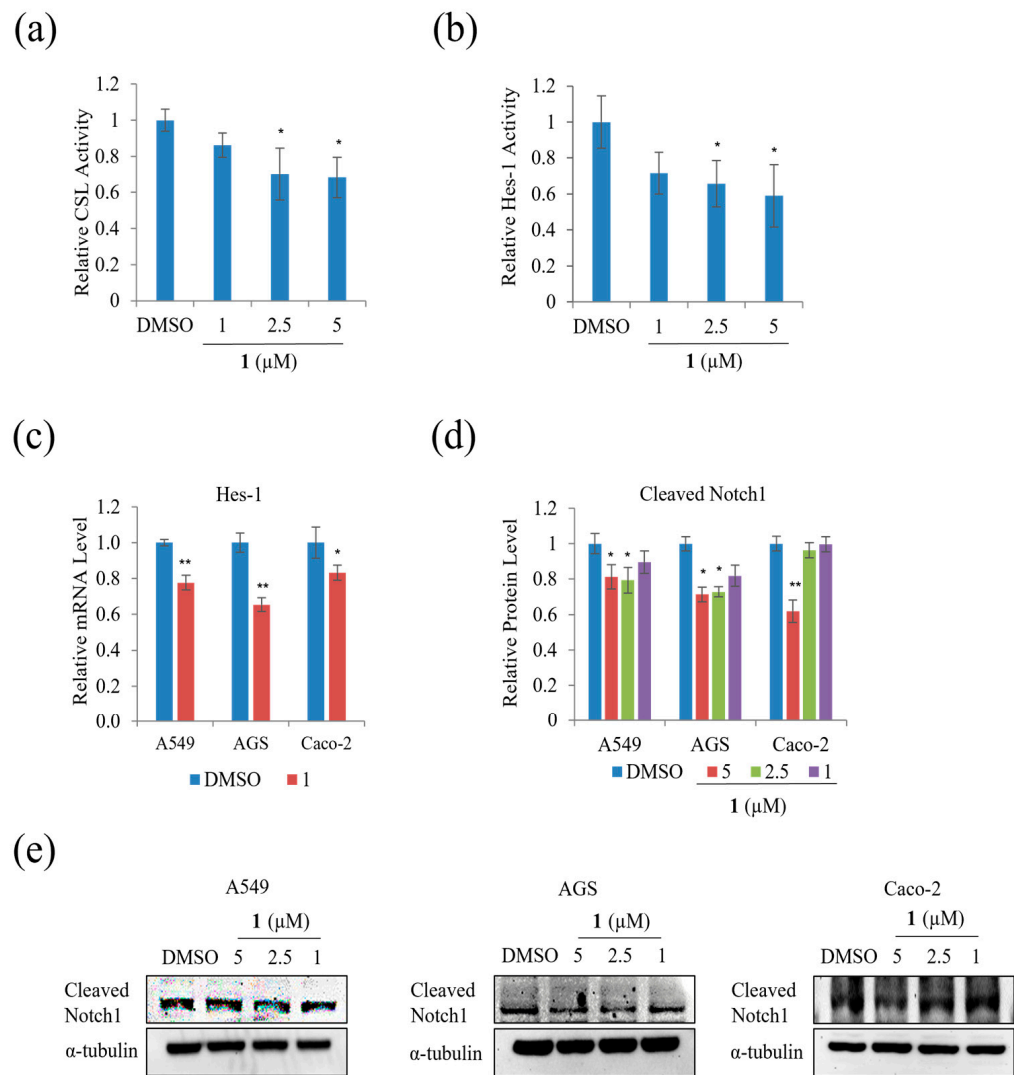 (a)
(b)
1.2
1
0.8
0.6
0.4
0.2
0
Relative CSL Activity
*
*
DMSO 1 2.5 5
1 (µM)
1.2
1
0.8
0.6
0.4
0.2
0
Relative Hes-1 Activity
*
*
DMSO 1 2.5 5
1 (µM)
(c)
(d)
Hes-1
1.2
1.0
0.8
0.6
0.4
0.2
0.0
Relative mRNA Level
**
**
*
A549 AGS Caco-2
DMSO 1
Cleaved Notch1
1.2
1
0.8
0.6
0.4
0.2
0
Relative Protein Level
* *
* *
**
A549 AGS Caco-2
DMSO 5 2.5 1
1 (µM)
(e)
A549
1 (µM)
DMSO 5 2.5 1
Cleaved
Notch1
α-tubulin
AGS
1 (µM)
DMSO 5 2.5 1
Cleaved
Notch1
α-tubulin
Caco-2
1 (µM)
DMSO 5 2.5 1
Cleaved
Notch1
α-tubulin